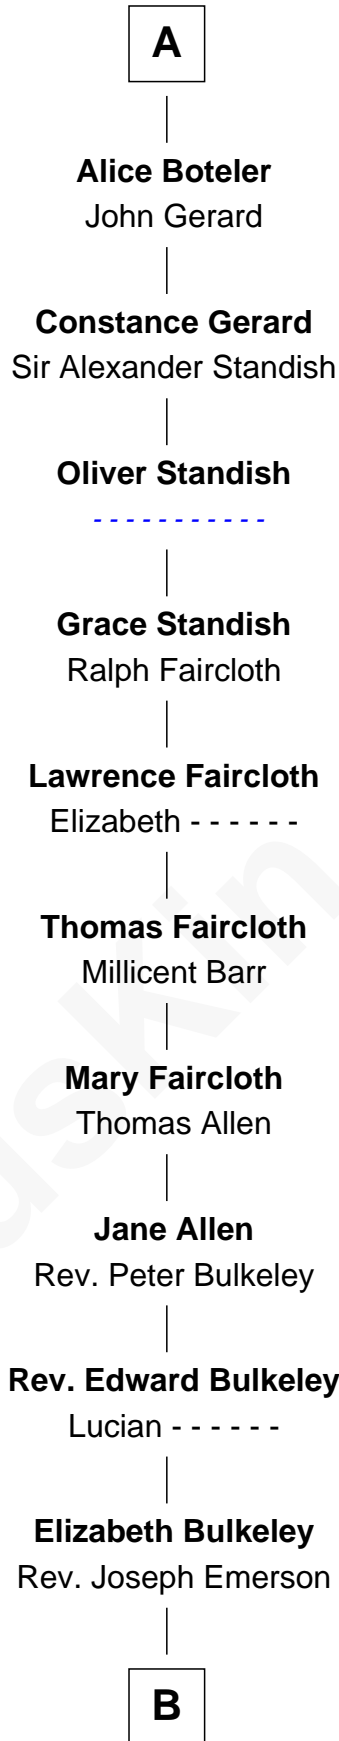 A
Alice Boteler
John Gerard
Constance Gerard
Sir Alexander Standish
Oliver Standish
- - - - - - - - - - -
Grace Standish
Ralph Faircloth
Lawrence Faircloth
Elizabeth - - - - - -
Thomas Faircloth
Millicent Barr
Mary Faircloth
Thomas Allen
Jane Allen
Rev. Peter Bulkeley
Rev. Edward Bulkeley
Lucian - - - - - -
Elizabeth Bulkeley
Rev. Joseph Emerson
B